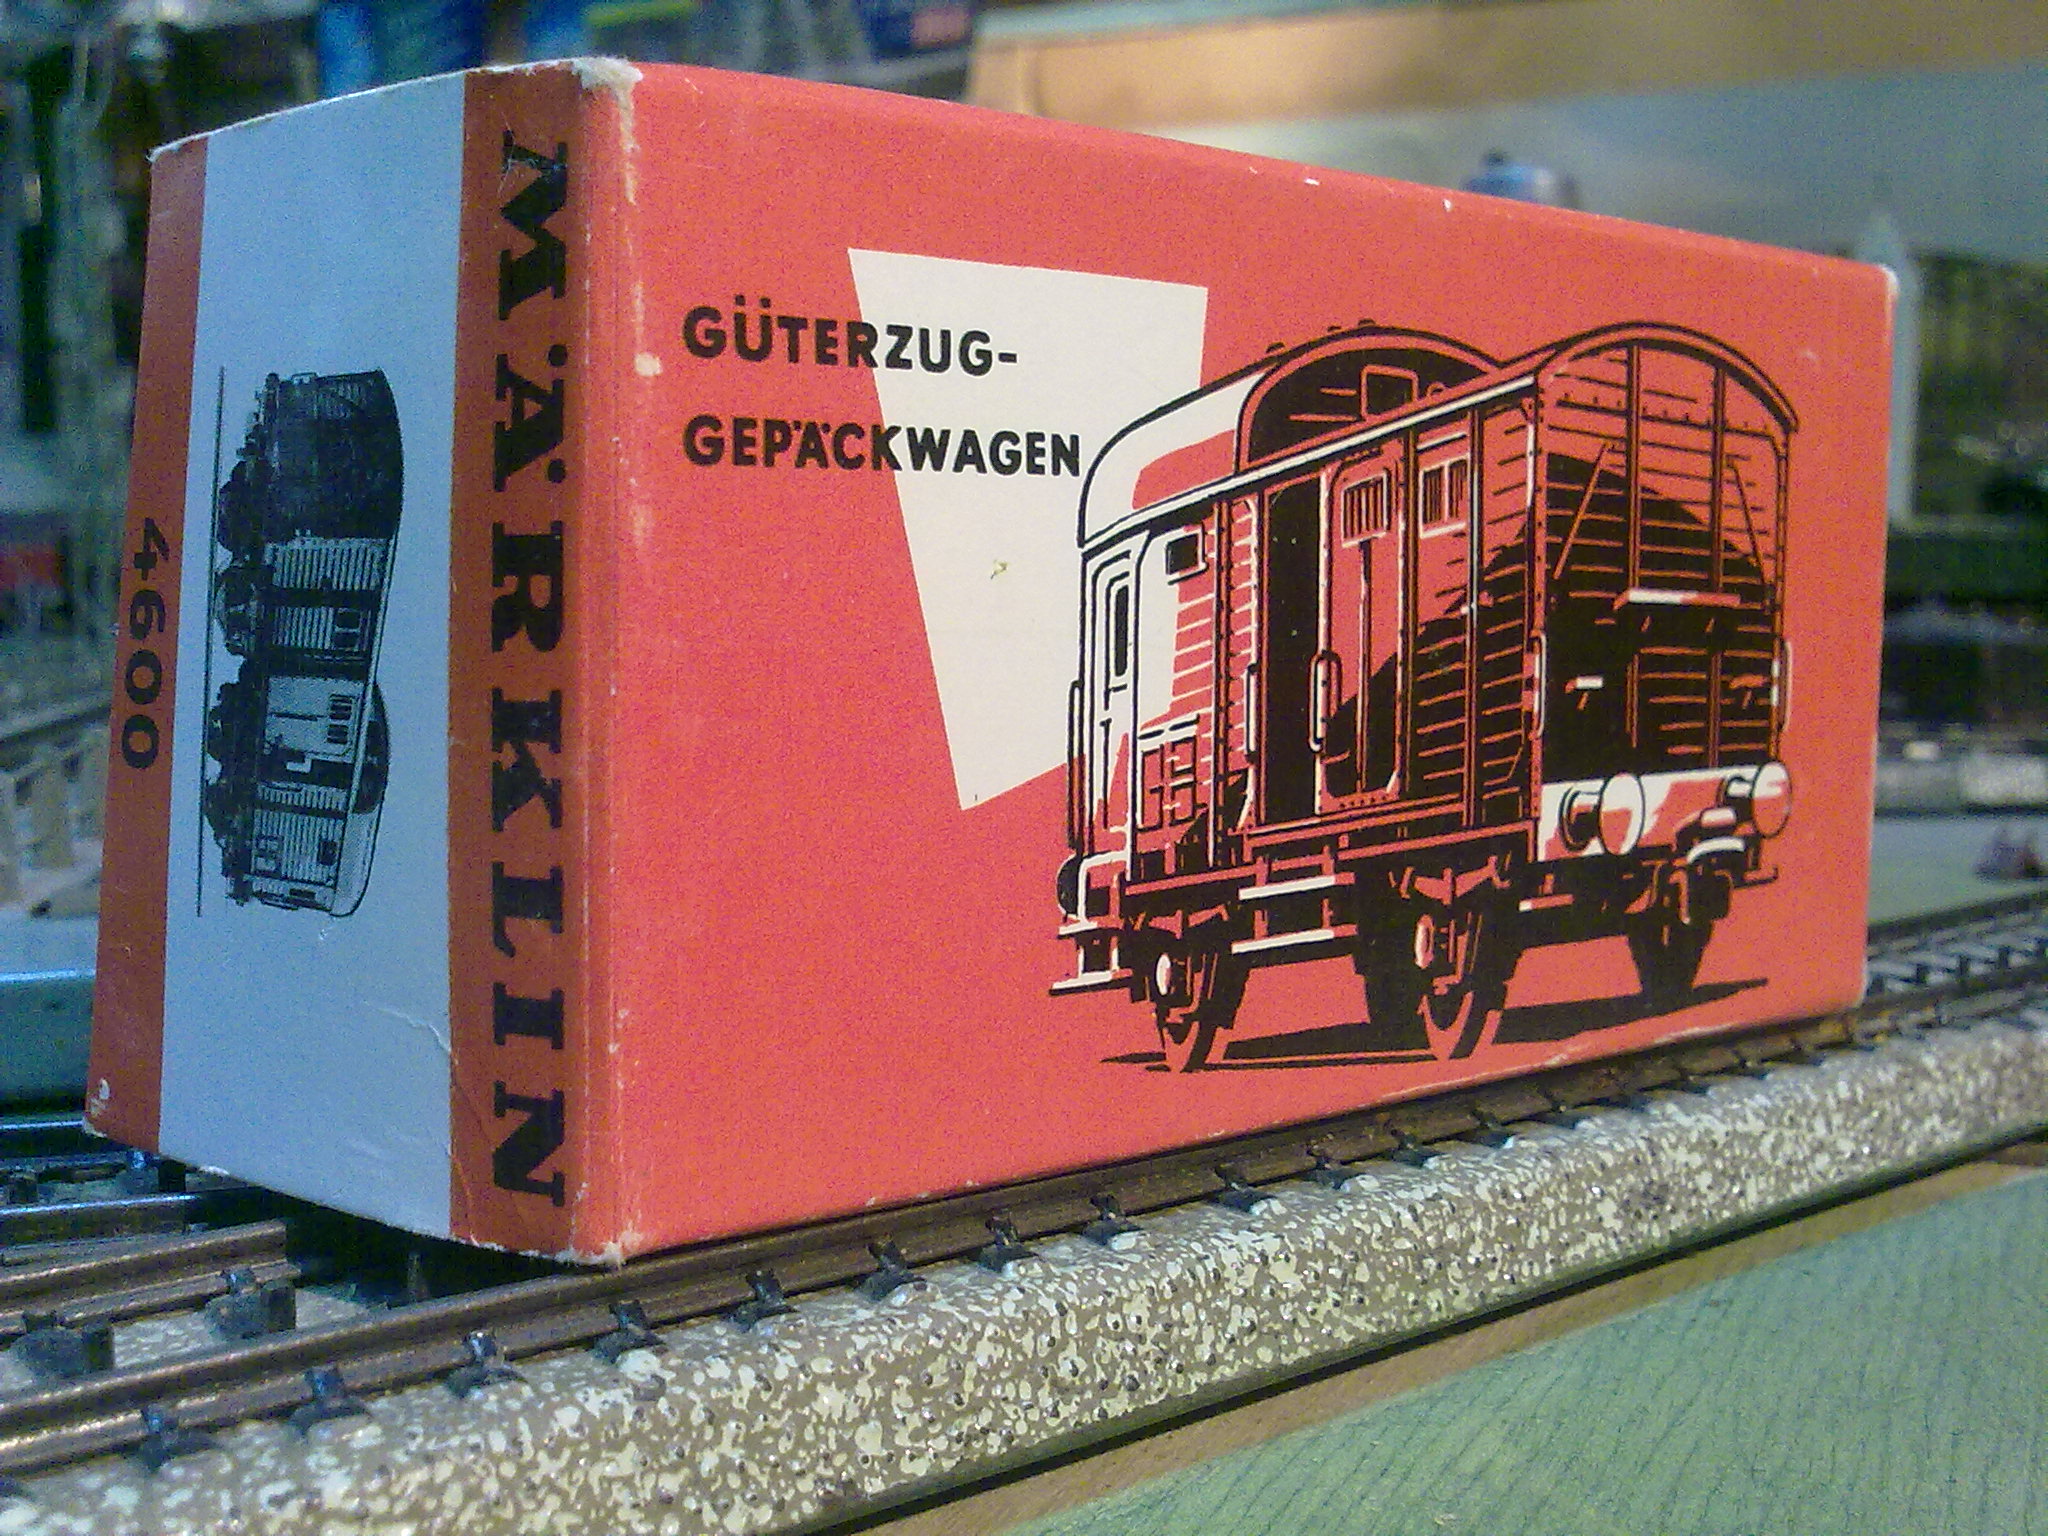 MÄRKLIN
4600
GÜTERZUG-
GEPÄCKWAGEN